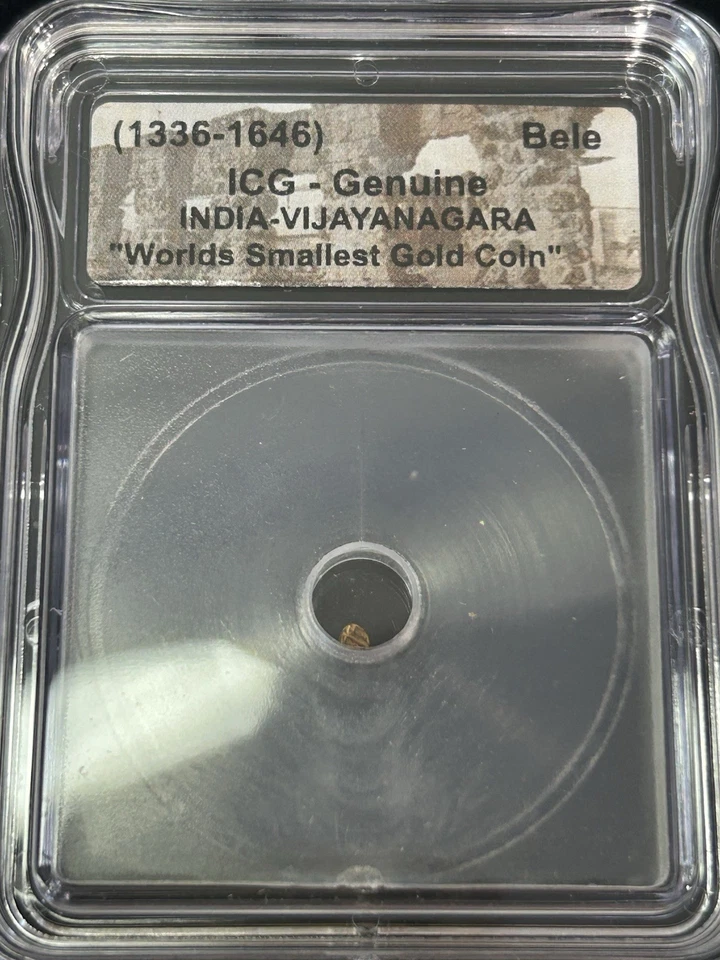 (1336-1646) Bele
ICG - Genuine
INDIA-VIJAYANAGARA
"Worlds Smallest Gold Coin"